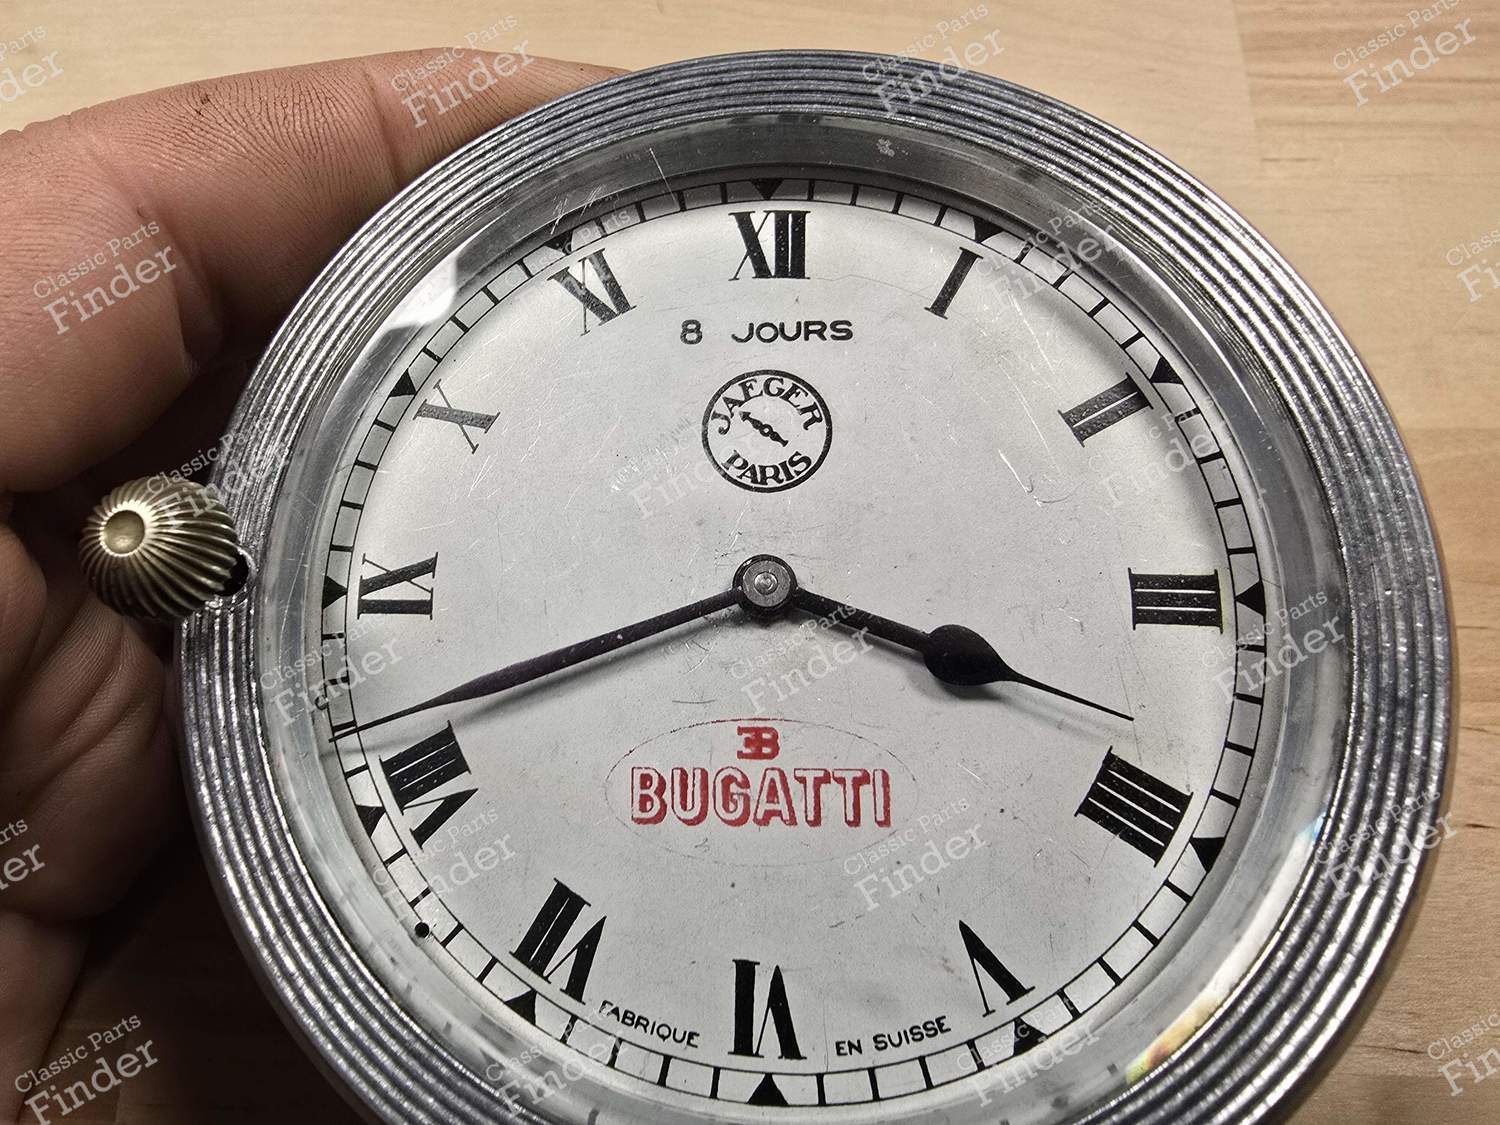 XII
I
II
III
IIII
V
VI
VII
VIII
IX
X
XI
8 JOURS
JAEGER
PARIS
EB
BUGATTI
FABRIQUE EN SUISSE
Classic Parts
Finder